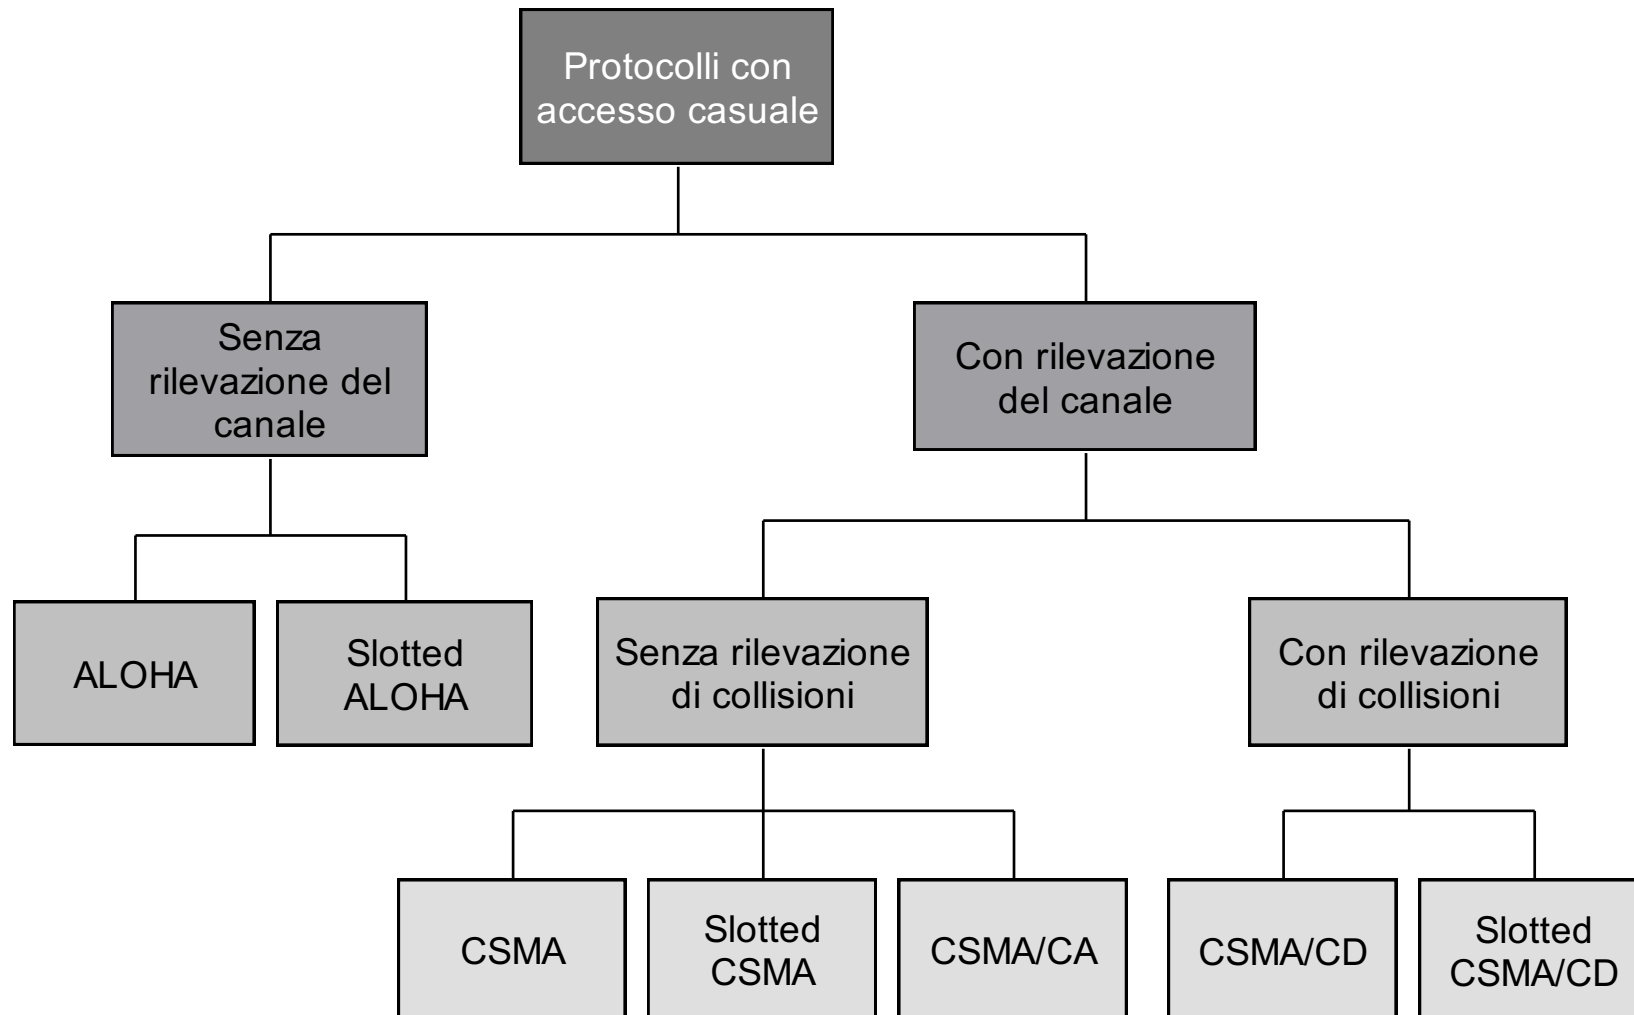 Protocolli con
accesso casuale
Senza
rilevazione del
canale
Con rilevazione
del canale
ALOHA
Slotted
ALOHA
Senza rilevazione
di collisioni
Con rilevazione
di collisioni
CSMA
Slotted
CSMA
CSMA/CA
CSMA/CD
Slotted
CSMA/CD